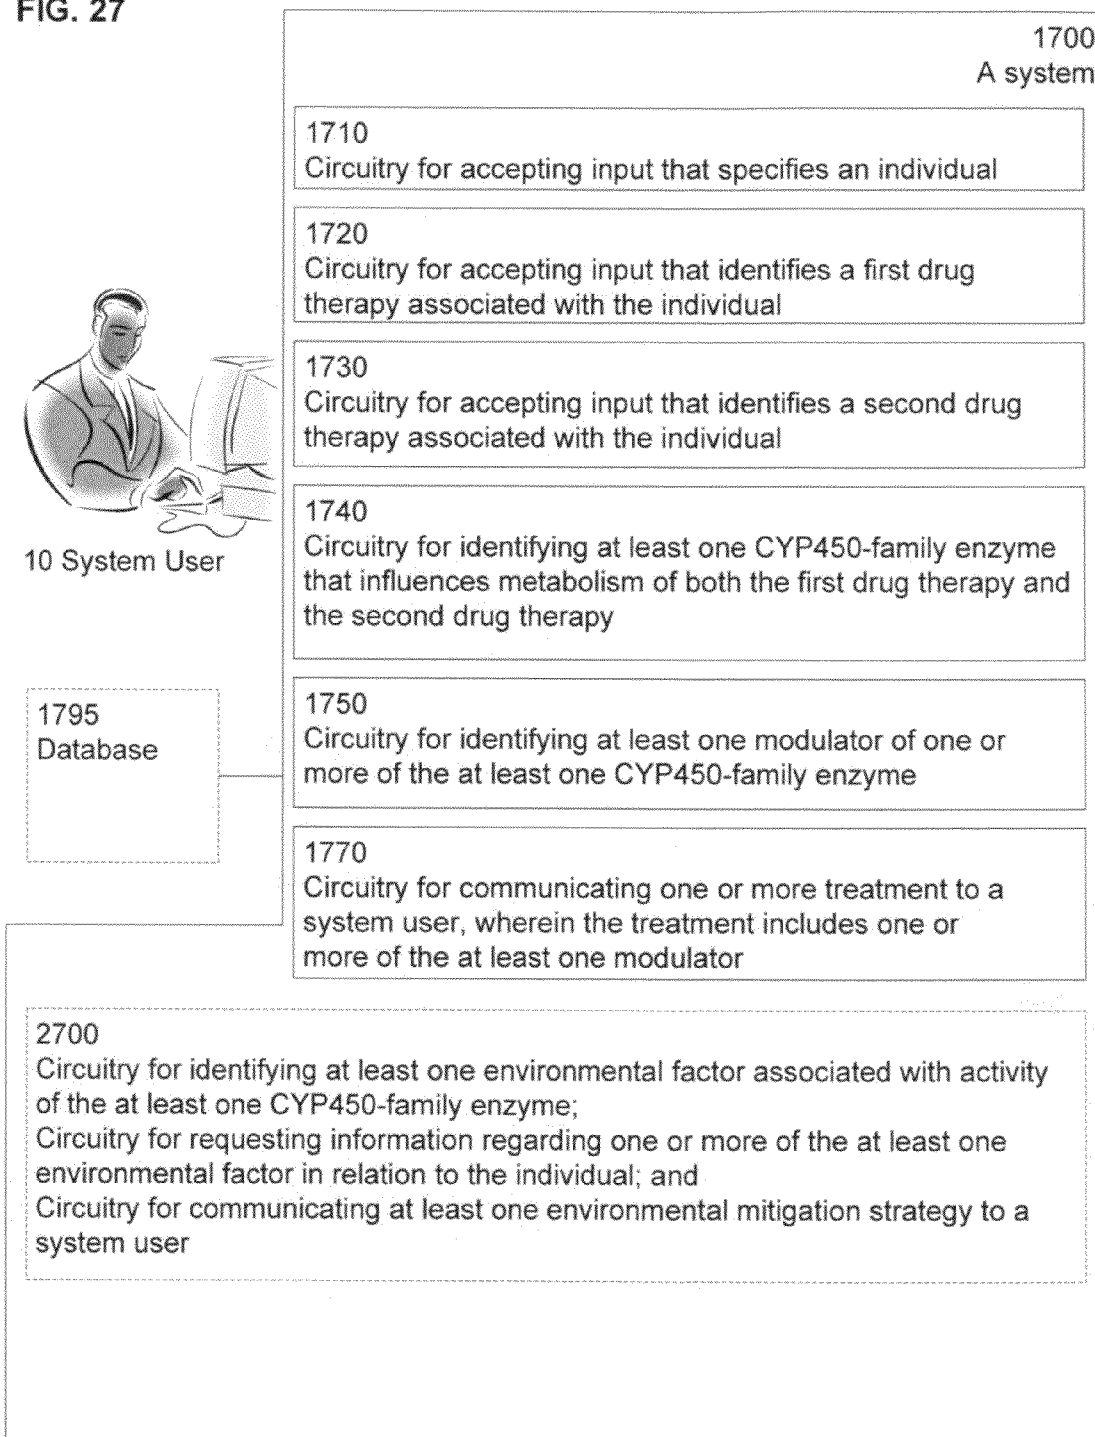 FIG. 27
1700
A system
1710
Circuitry for accepting input that specifies an individual
1720
Circuitry for accepting input that identifies a first drug
therapy associated with the individual
1730
Circuitry for accepting input that identifies a second drug
therapy associated with the individual
1740
Circuitry for identifying at least one CYP450-family enzyme
that influences metabolism of both the first drug therapy and
the second drug therapy
10 System User
1795
Database
1750
Circuitry for identifying at least one modulator of one or
more of the at least one CYP450-family enzyme
1770
Circuitry for communicating one or more treatment to a
system user, wherein the treatment includes one or
more of the at least one modulator
2700
Circuitry for identifying at least one environmental factor associated with activity
of the at least one CYP450-family enzyme;
Circuitry for requesting information regarding one or more of the at least one
environmental factor in relation to the individual; and
Circuitry for communicating at least one environmental mitigation strategy to a
system user